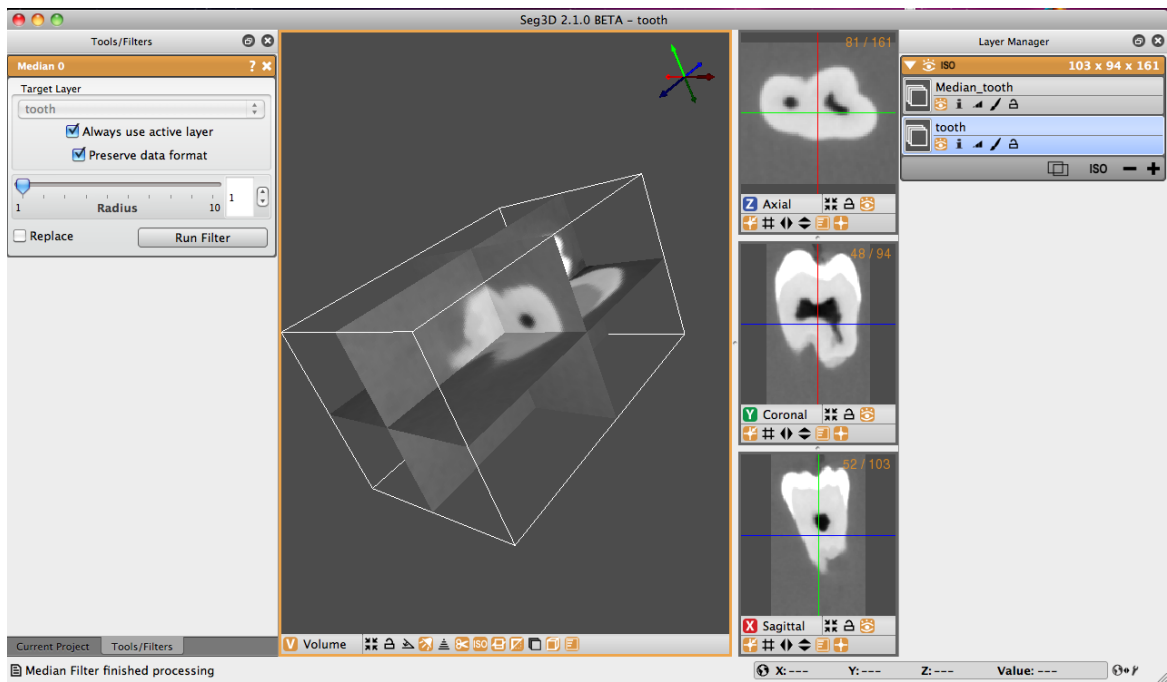 Seg3D 2.1.0 BETA - tooth
Tools/Filters
Median 0 ?
Target Layer
tooth
Always use active layer
Preserve data format
1 Radius 10 1
Replace Run Filter
Current Project Tools/Filters
Median Filter finished processing
V Volume ISO
81 / 161
Z Axial
48 / 94
Y Coronal
52 / 103
X Sagittal
X: --- Y: --- Z: --- Value: ---
Layer Manager
ISO 103 x 94 x 161
Median_tooth
i
tooth
i
ISO